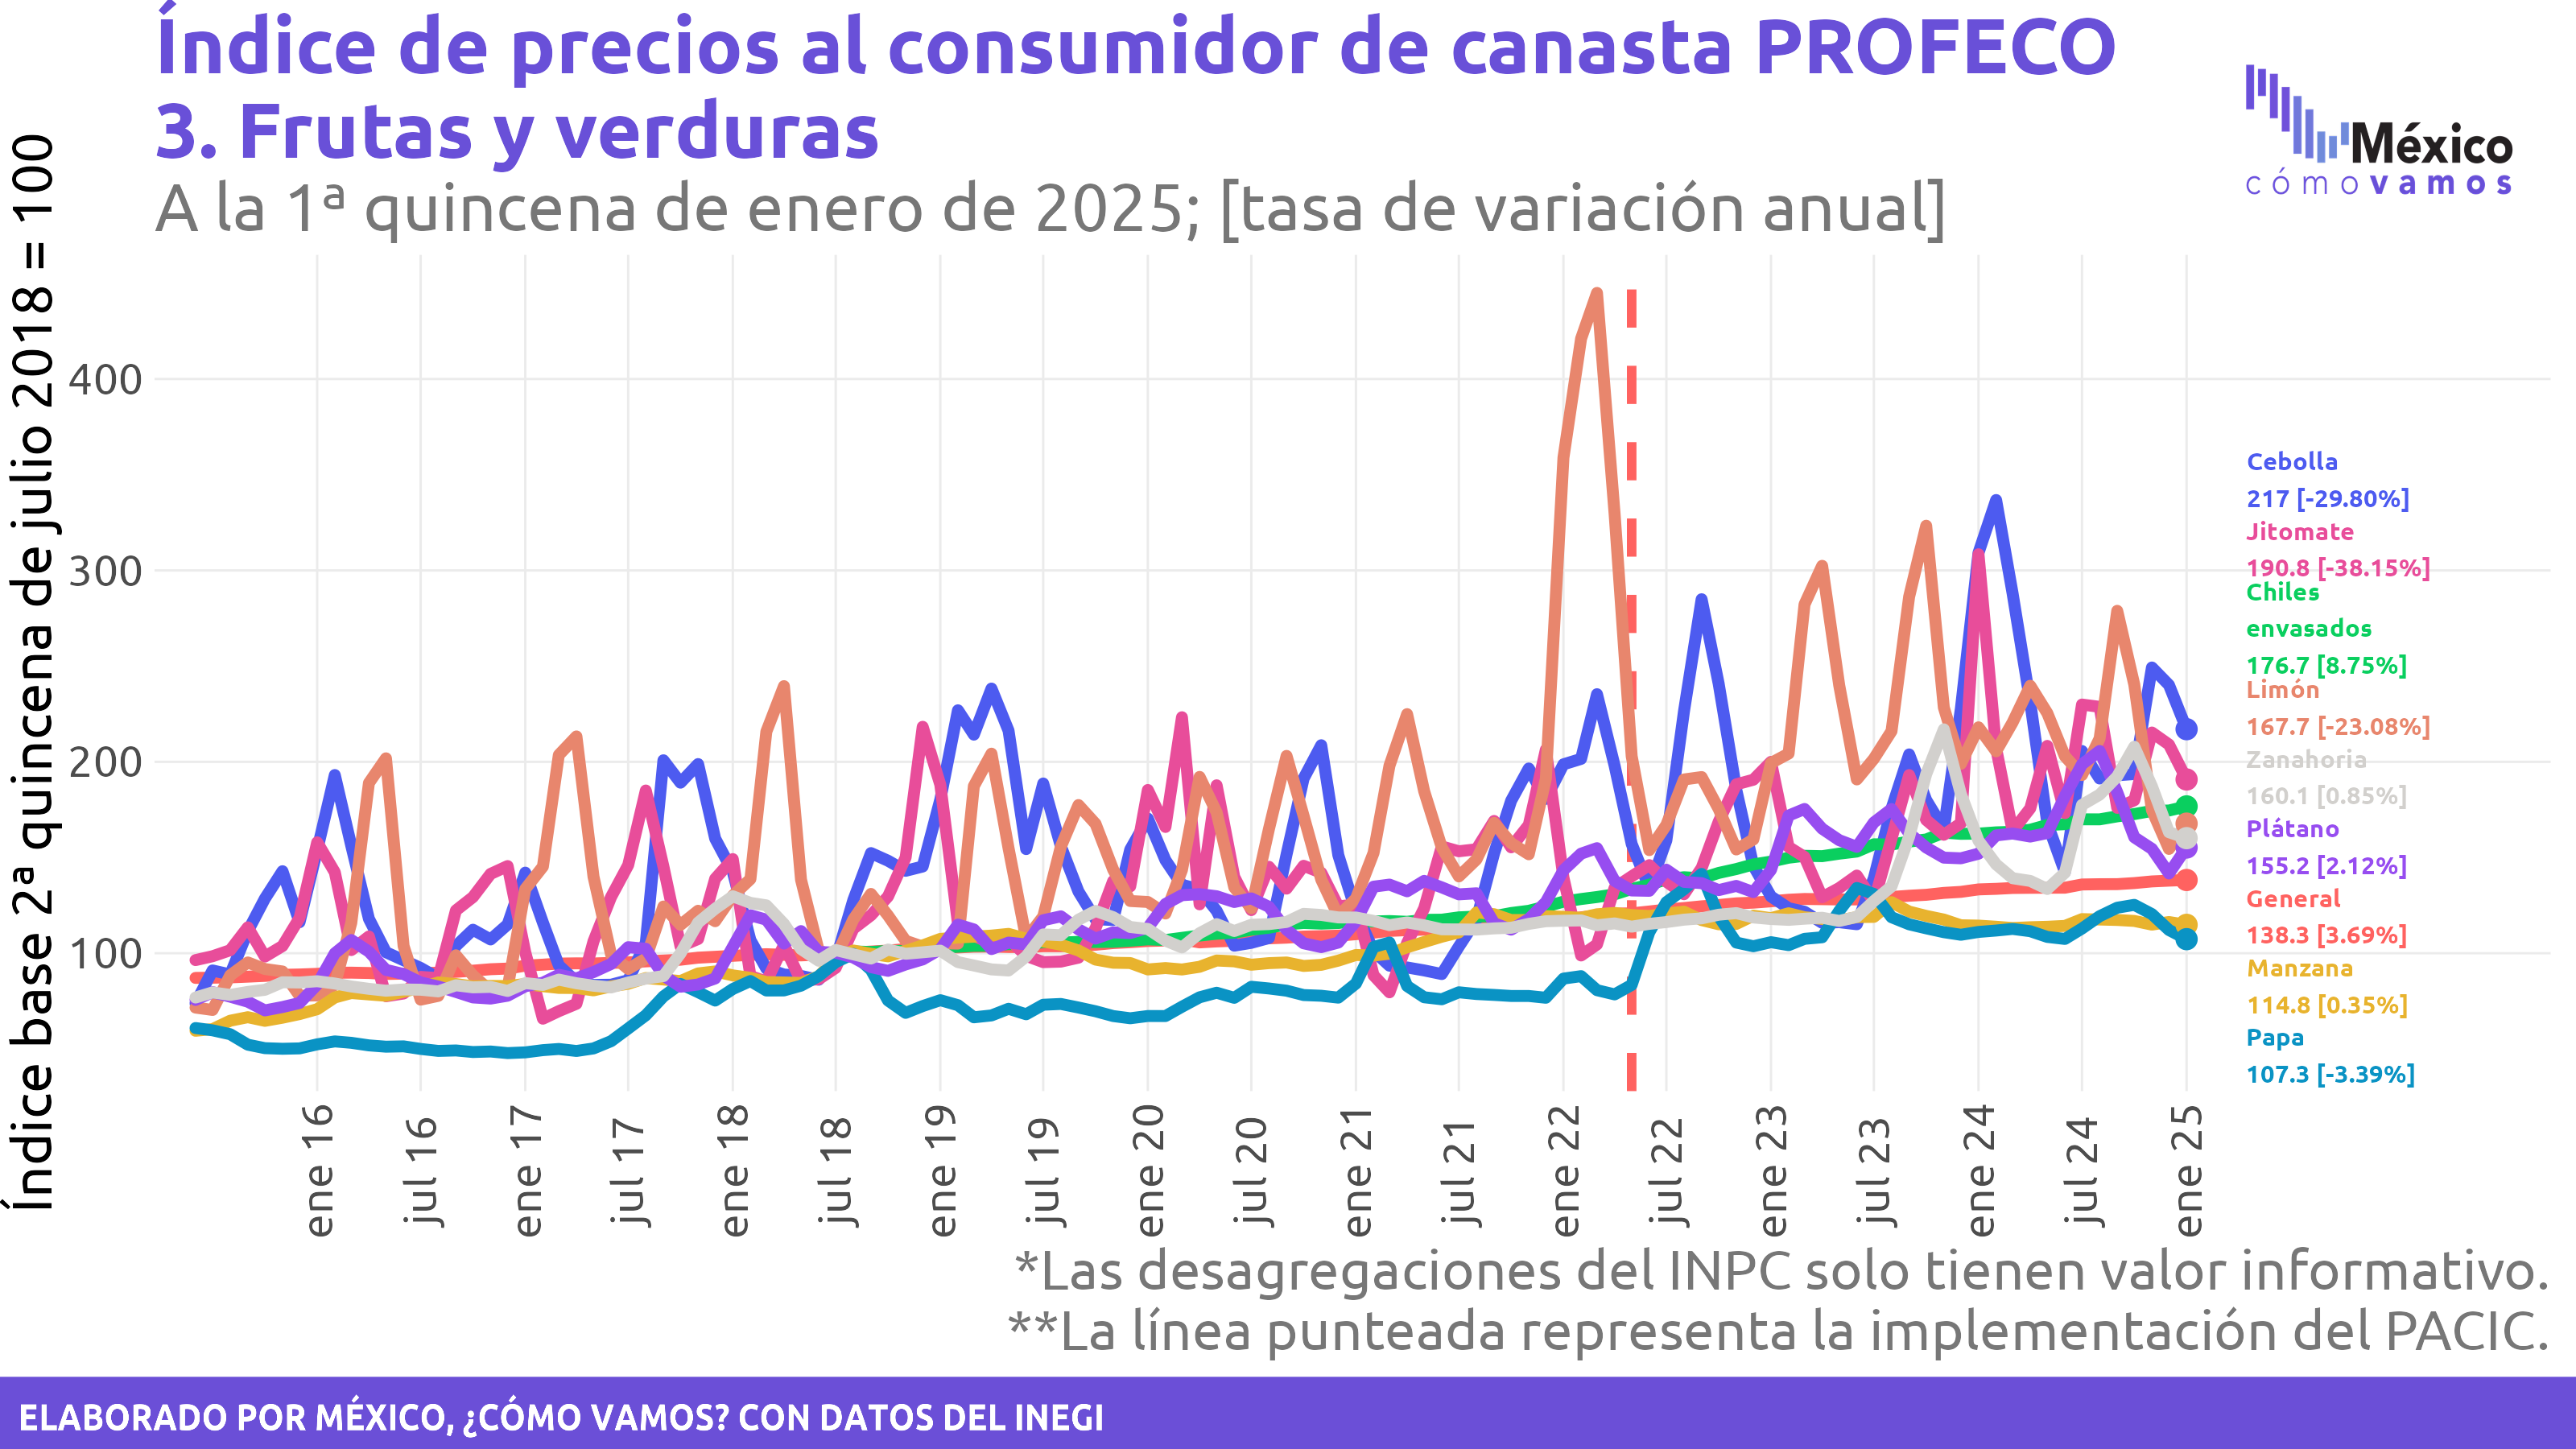 Índice de precios al consumidor de canasta PROFECO
3. Frutas y verduras
A la 1ª quincena de enero de 2025; [tasa de variación anual]
México
cómo vamos
Índice base 2ª quincena de julio 2018 = 100
400
300
200
100
Cebolla
217 [-29.80%]
Jitomate
190.8 [-38.15%]
Chiles
envasados
176.7 [8.75%]
Limón
167.7 [-23.08%]
Zanahoria
160.1 [0.85%]
Plátano
155.2 [2.12%]
General
138.3 [3.69%]
Manzana
114.8 [0.35%]
Papa
107.3 [-3.39%]
ene 16
jul 16
ene 17
jul 17
ene 18
jul 18
ene 19
jul 19
ene 20
jul 20
ene 21
jul 21
ene 22
jul 22
ene 23
jul 23
ene 24
jul 24
ene 25
*Las desagregaciones del INPC solo tienen valor informativo.
**La línea punteada representa la implementación del PACIC.
ELABORADO POR MÉXICO, ¿CÓMO VAMOS? CON DATOS DEL INEGI